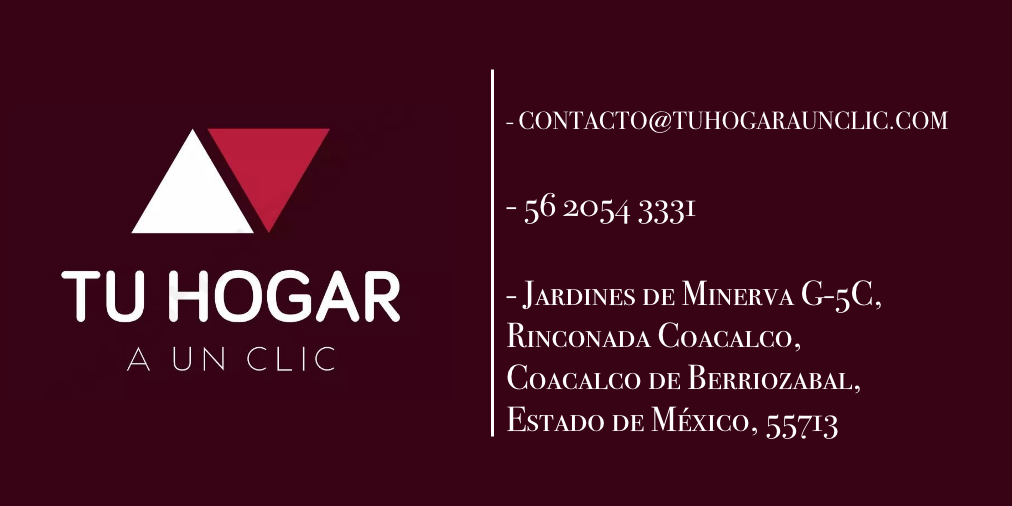 TU HOGAR
A UN CLIC
- CONTACTO@TUHOGARAUNCLIC.COM
- 56 2054 3331
- Jardines de Minerva G-5C,
Rinconada Coacalco,
Coacalco de Berriozabal,
Estado de México, 55713